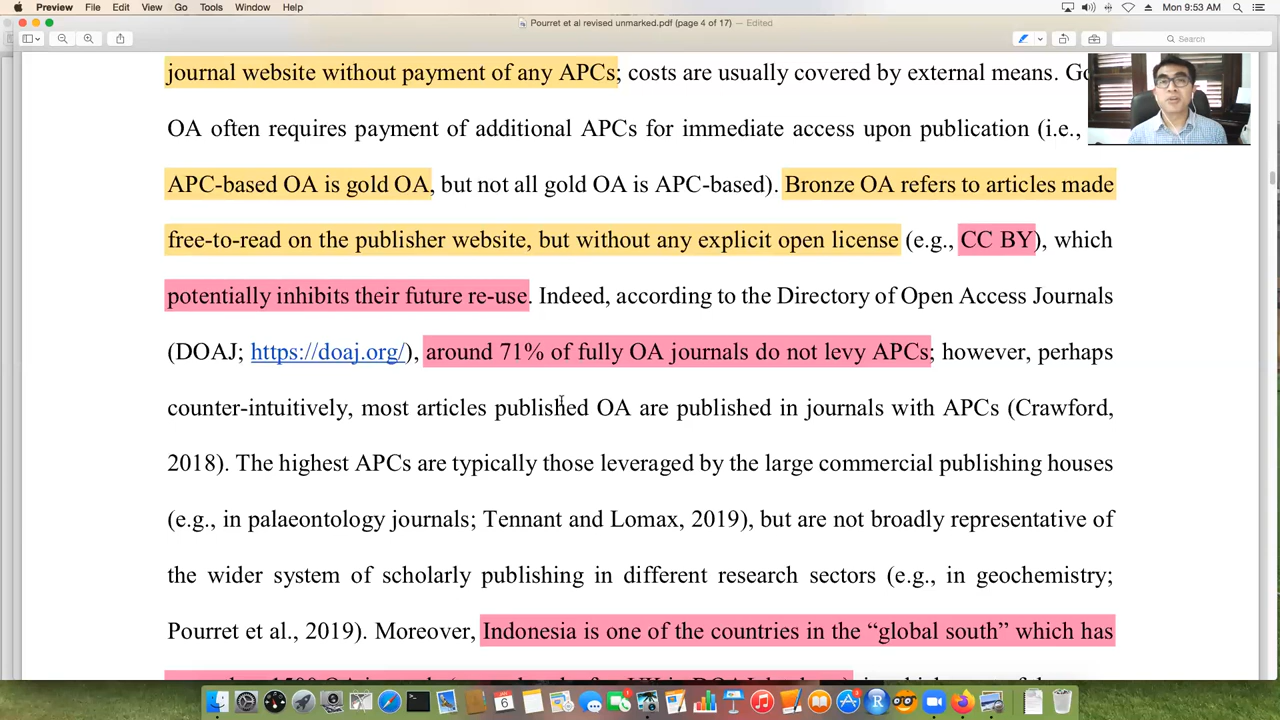 Preview File Edit View Go Tools Window Help Mon 9:53 AM
Pourret et al revised unmarked.pdf (page 4 of 17) — Edited
Search
journal website without payment of any APCs; costs are usually covered by external means.
OA often requires payment of additional APCs for immediate access upon publication (i.e.,
APC-based OA is gold OA, but not all gold OA is APC-based). Bronze OA refers to articles made
free-to-read on the publisher website, but without any explicit open license (e.g., CC BY), which
potentially inhibits their future re-use. Indeed, according to the Directory of Open Access Journals
(DOAJ; https://doaj.org/), around 71% of fully OA journals do not levy APCs; however, perhaps
counter-intuitively, most articles published OA are published in journals with APCs (Crawford,
2018). The highest APCs are typically those leveraged by the large commercial publishing houses
(e.g., in palaeontology journals; Tennant and Lomax, 2019), but are not broadly representative of
the wider system of scholarly publishing in different research sectors (e.g., in geochemistry;
Pourret et al., 2019). Moreover, Indonesia is one of the countries in the “global south” which has